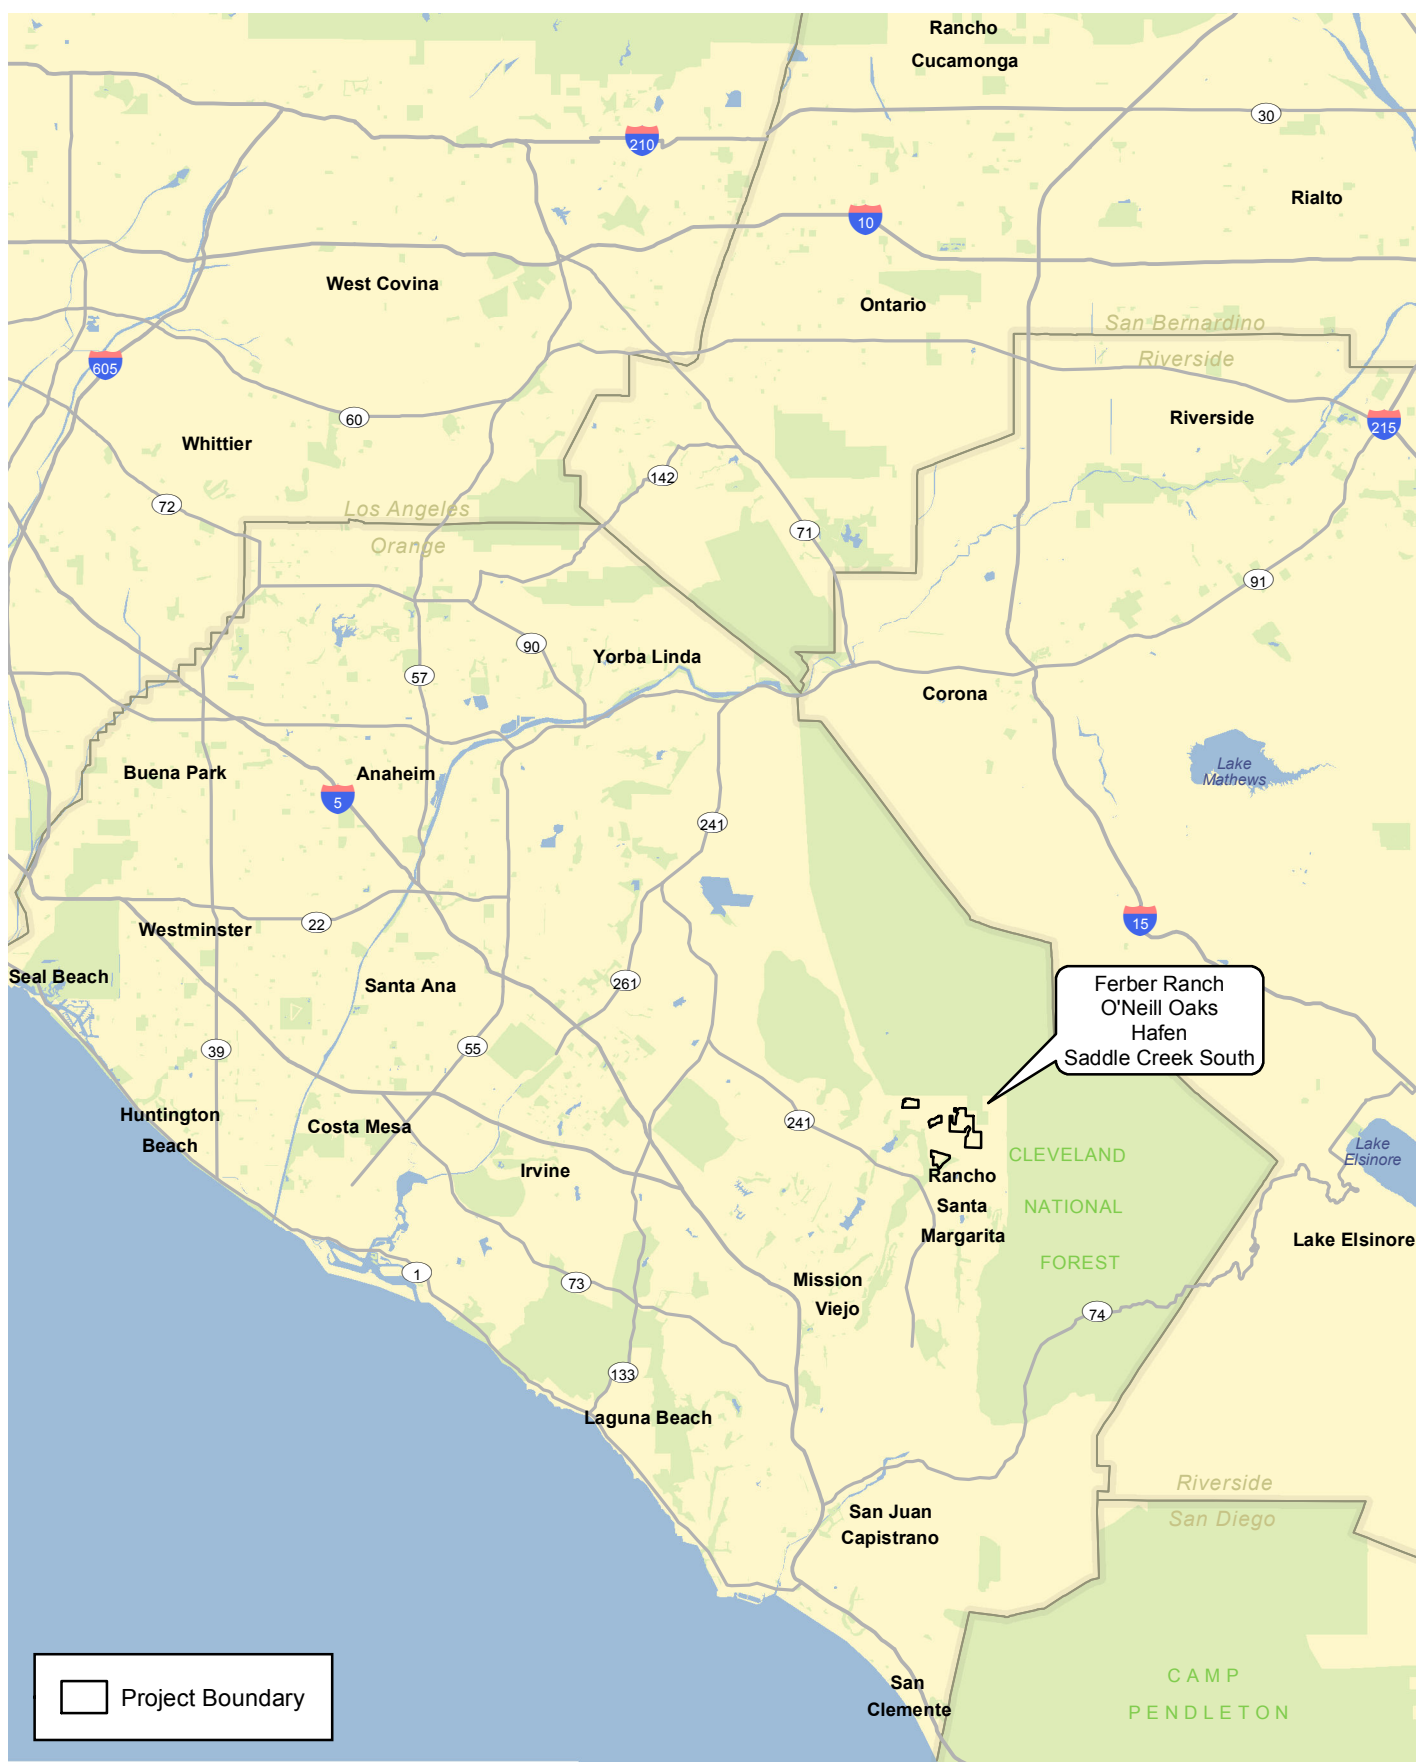 Rancho
Cucamonga
30
210
Rialto
10
West Covina
Ontario
San Bernardino
Riverside
605
60
Riverside
215
Whittier
142
72
Los Angeles
Orange
71
91
90
Yorba Linda
57
Corona
Lake
Mathews
Buena Park
Anaheim
5
241
15
22
Westminster
Seal Beach
Santa Ana
261
Ferber Ranch
O'Neill Oaks
Hafen
Saddle Creek South
39
55
Huntington
Beach
Costa Mesa
241
Irvine
CLEVELAND
NATIONAL
FOREST
Lake
Elsinore
Rancho
Santa
Margarita
Lake Elsinore
1
73
Mission
Viejo
74
133
Laguna Beach
Riverside
San Diego
San Juan
Capistrano
CAMP
PENDLETON
San
Clemente
Project Boundary